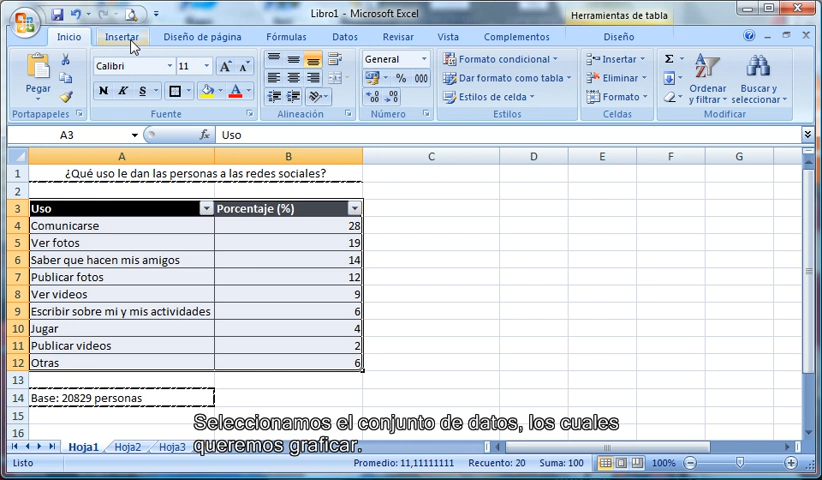 Libro1 - Microsoft Excel
Herramientas de tabla
Inicio Insertar Diseño de página Fórmulas Datos Revisar Vista Complementos Diseño
Pegar
Calibri 11
General
Formato condicional
Dar formato como tabla
Estilos de celda
Insertar
Eliminar
Formato
Ordenar y filtrar
Buscar y seleccionar
Portapapeles Fuente Alineación Número Estilos Celdas Modificar
A3 fx Uso
A B C D E F G
1 ¿Qué uso le dan las personas a las redes sociales?
2
3 Uso Porcentaje (%)
4 Comunicarse 28
5 Ver fotos 19
6 Saber que hacen mis amigos 14
7 Publicar fotos 12
8 Ver videos 9
9 Escribir sobre mi y mis actividades 6
10 Jugar 4
11 Publicar videos 2
12 Otras 6
13
14 Base: 20829 personas
15
16
Seleccionamos el conjunto de datos, los cuales
queremos graficar.
Hoja1 Hoja2 Hoja3
Listo Promedio: 11,11111111 Recuento: 20 Suma: 100 100%